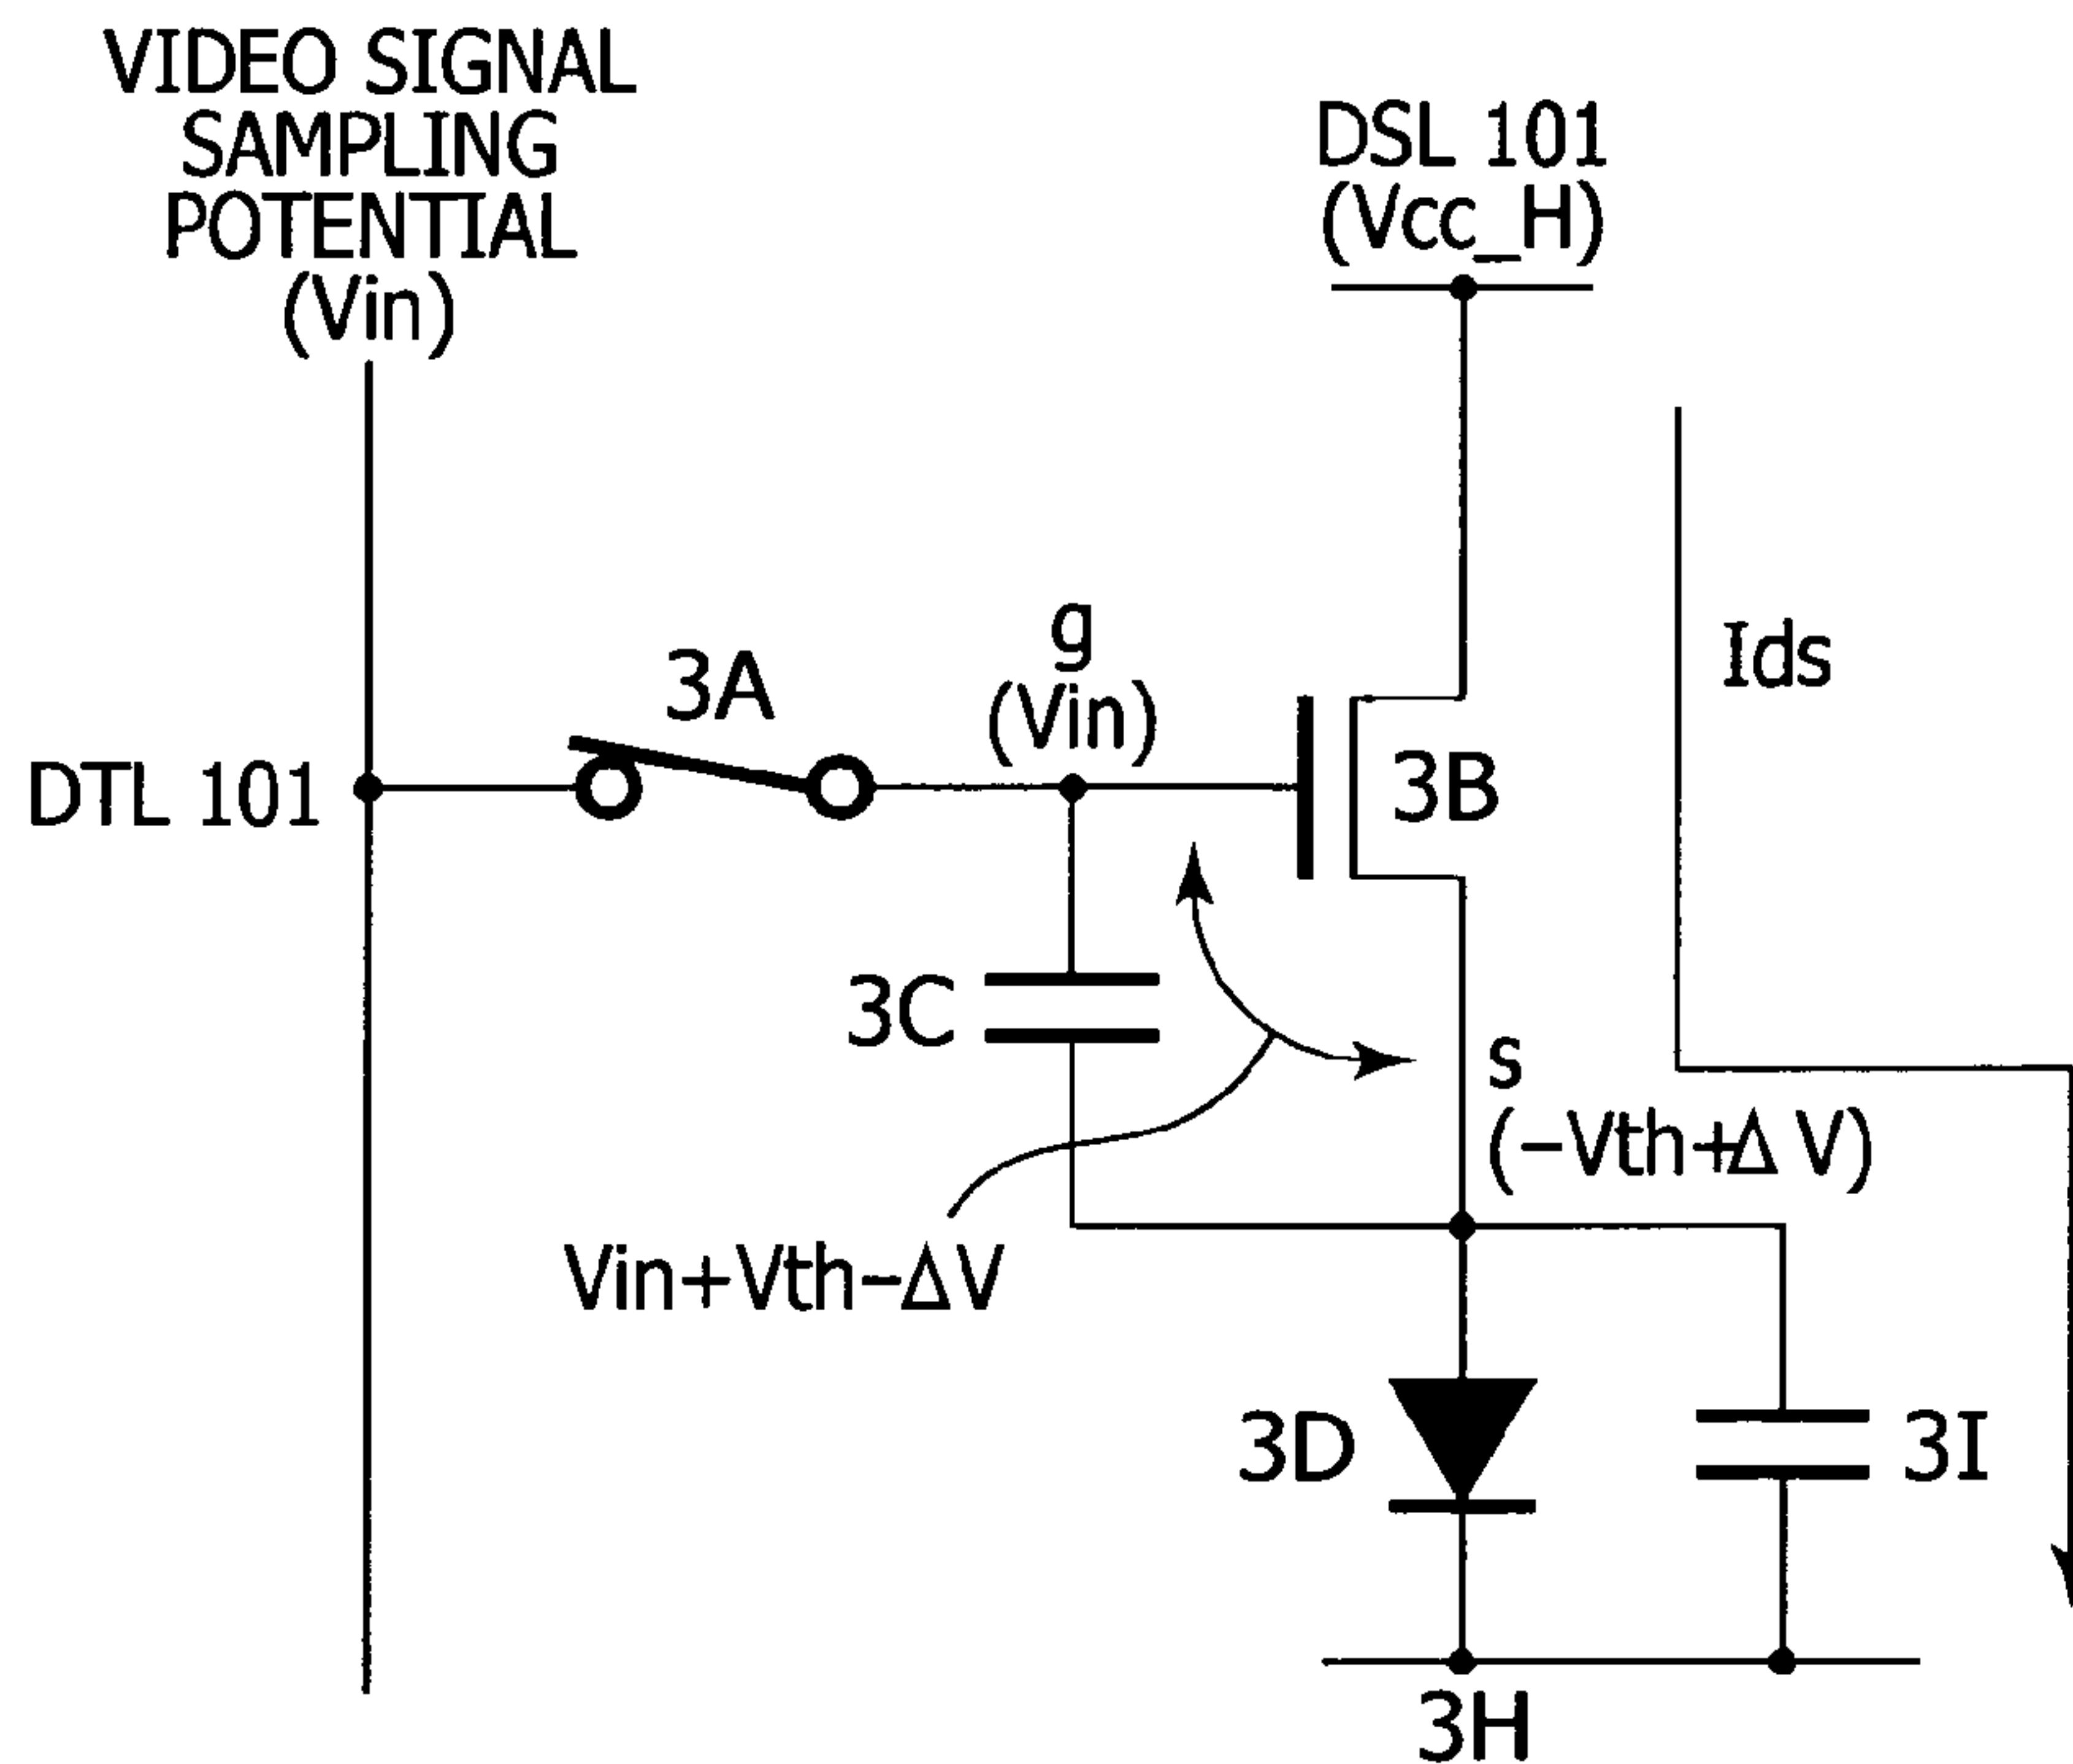 VIDEO SIGNAL
SAMPLING
POTENTIAL
(Vin)
DSL 101
(Vcc_H)
Ids
g
(Vin)
3A
DTL 101
3B
3C
s
(-Vth+Δ V)
Vin+Vth-ΔV
3D
3I
3H